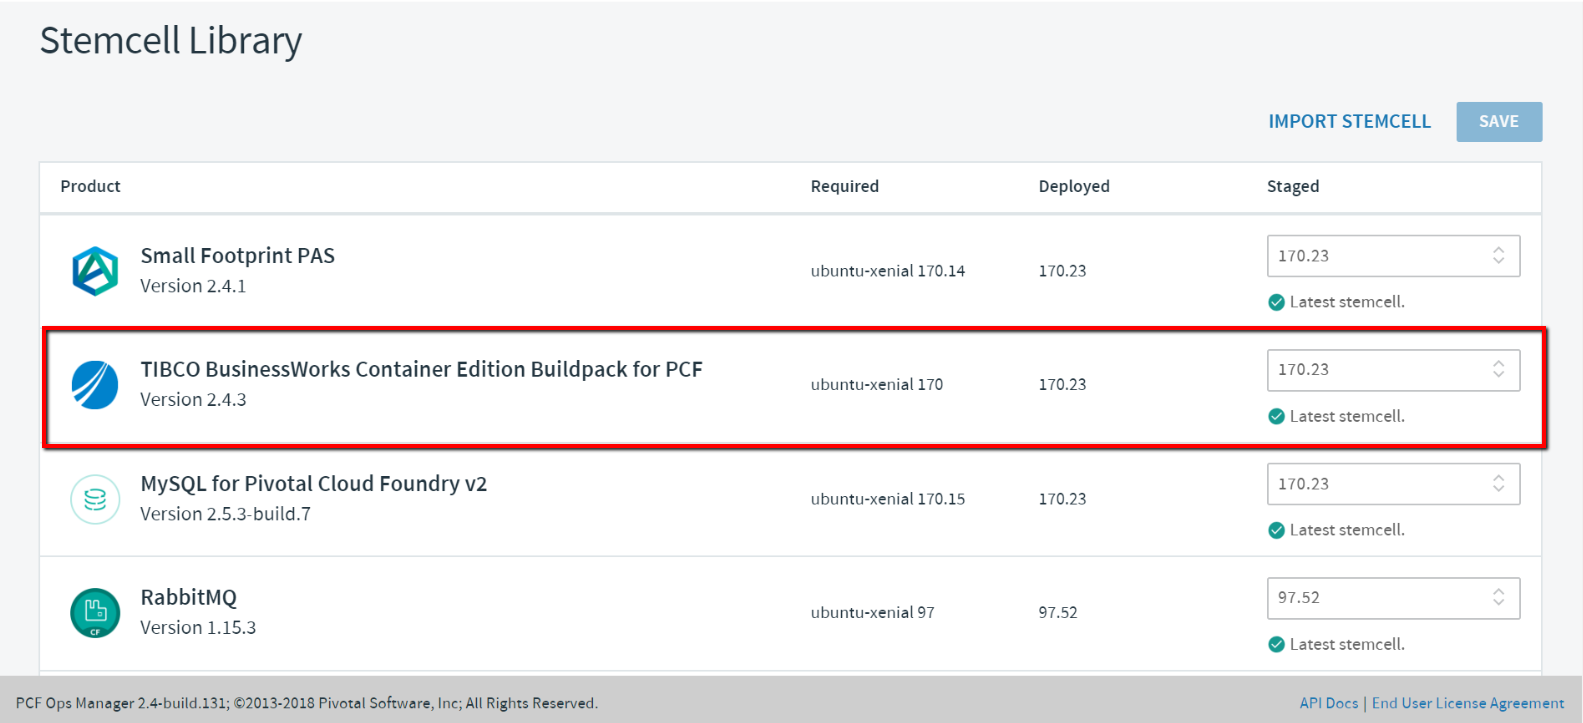 Stemcell Library
IMPORT STEMCELL SAVE
Product Required Deployed Staged
Small Footprint PAS
Version 2.4.1
ubuntu-xenial 170.14
170.23
170.23
Latest stemcell.
TIBCO BusinessWorks Container Edition Buildpack for PCF
Version 2.4.3
ubuntu-xenial 170
170.23
170.23
Latest stemcell.
MySQL for Pivotal Cloud Foundry v2
Version 2.5.3-build.7
ubuntu-xenial 170.15
170.23
170.23
Latest stemcell.
CF
RabbitMQ
Version 1.15.3
ubuntu-xenial 97
97.52
97.52
Latest stemcell.
PCF Ops Manager 2.4-build.131; ©2013-2018 Pivotal Software, Inc; All Rights Reserved.
API Docs | End User License Agreement